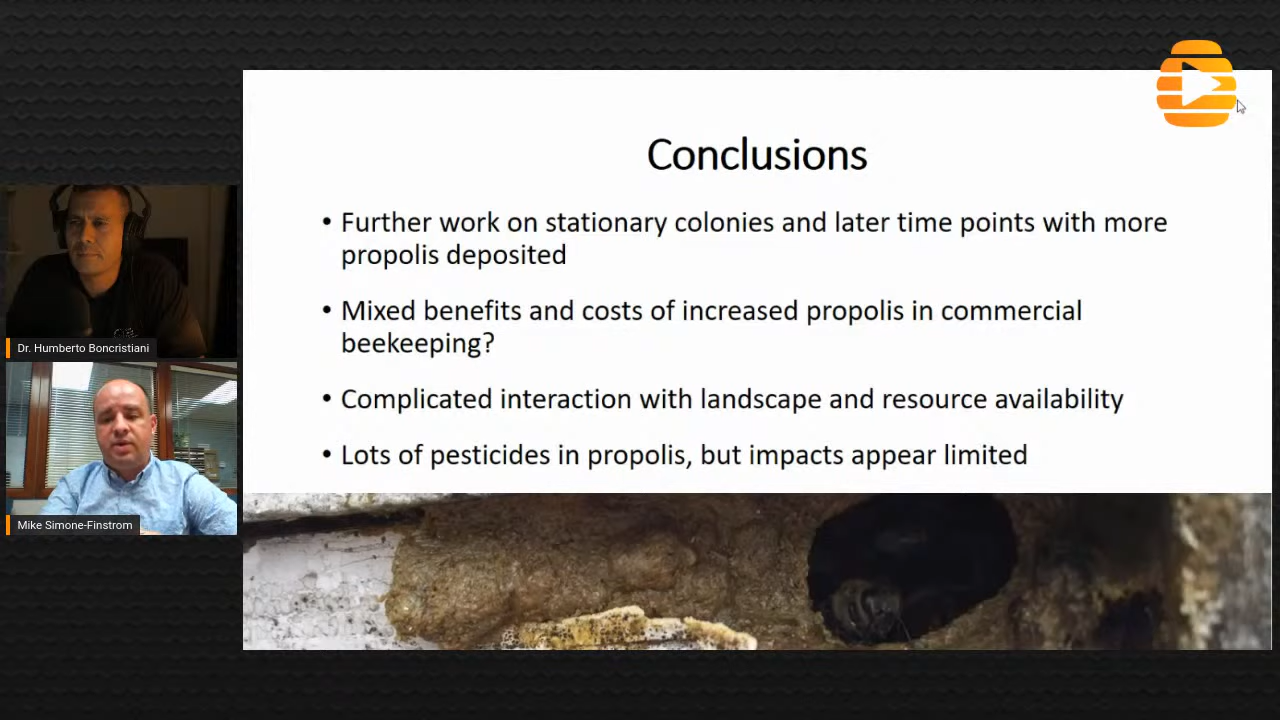 Conclusions
• Further work on stationary colonies and later time points with more
propolis deposited
• Mixed benefits and costs of increased propolis in commercial
beekeeping?
• Complicated interaction with landscape and resource availability
• Lots of pesticides in propolis, but impacts appear limited
Dr. Humberto Boncristiani
Mike Simone-Finstrom